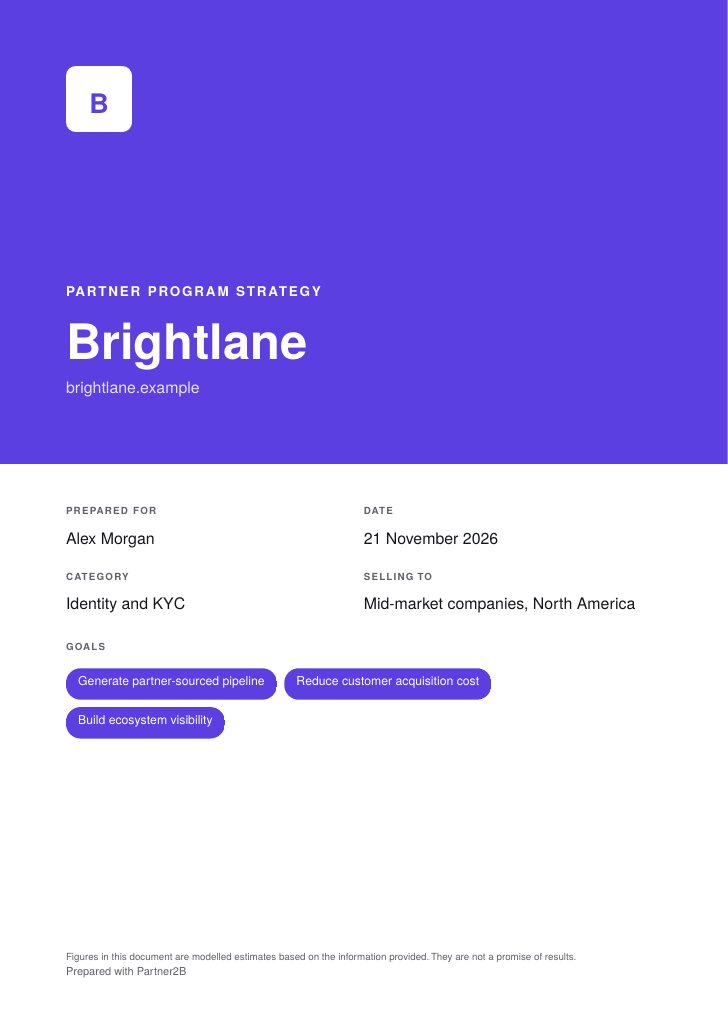 B
PARTNER PROGRAM STRATEGY
Brightlane
brightlane.example
PREPARED FOR
Alex Morgan
DATE
21 November 2026
CATEGORY
Identity and KYC
SELLING TO
Mid-market companies, North America
GOALS
Generate partner-sourced pipeline
Reduce customer acquisition cost
Build ecosystem visibility
Figures in this document are modelled estimates based on the information provided. They are not a promise of results.
Prepared with Partner2B